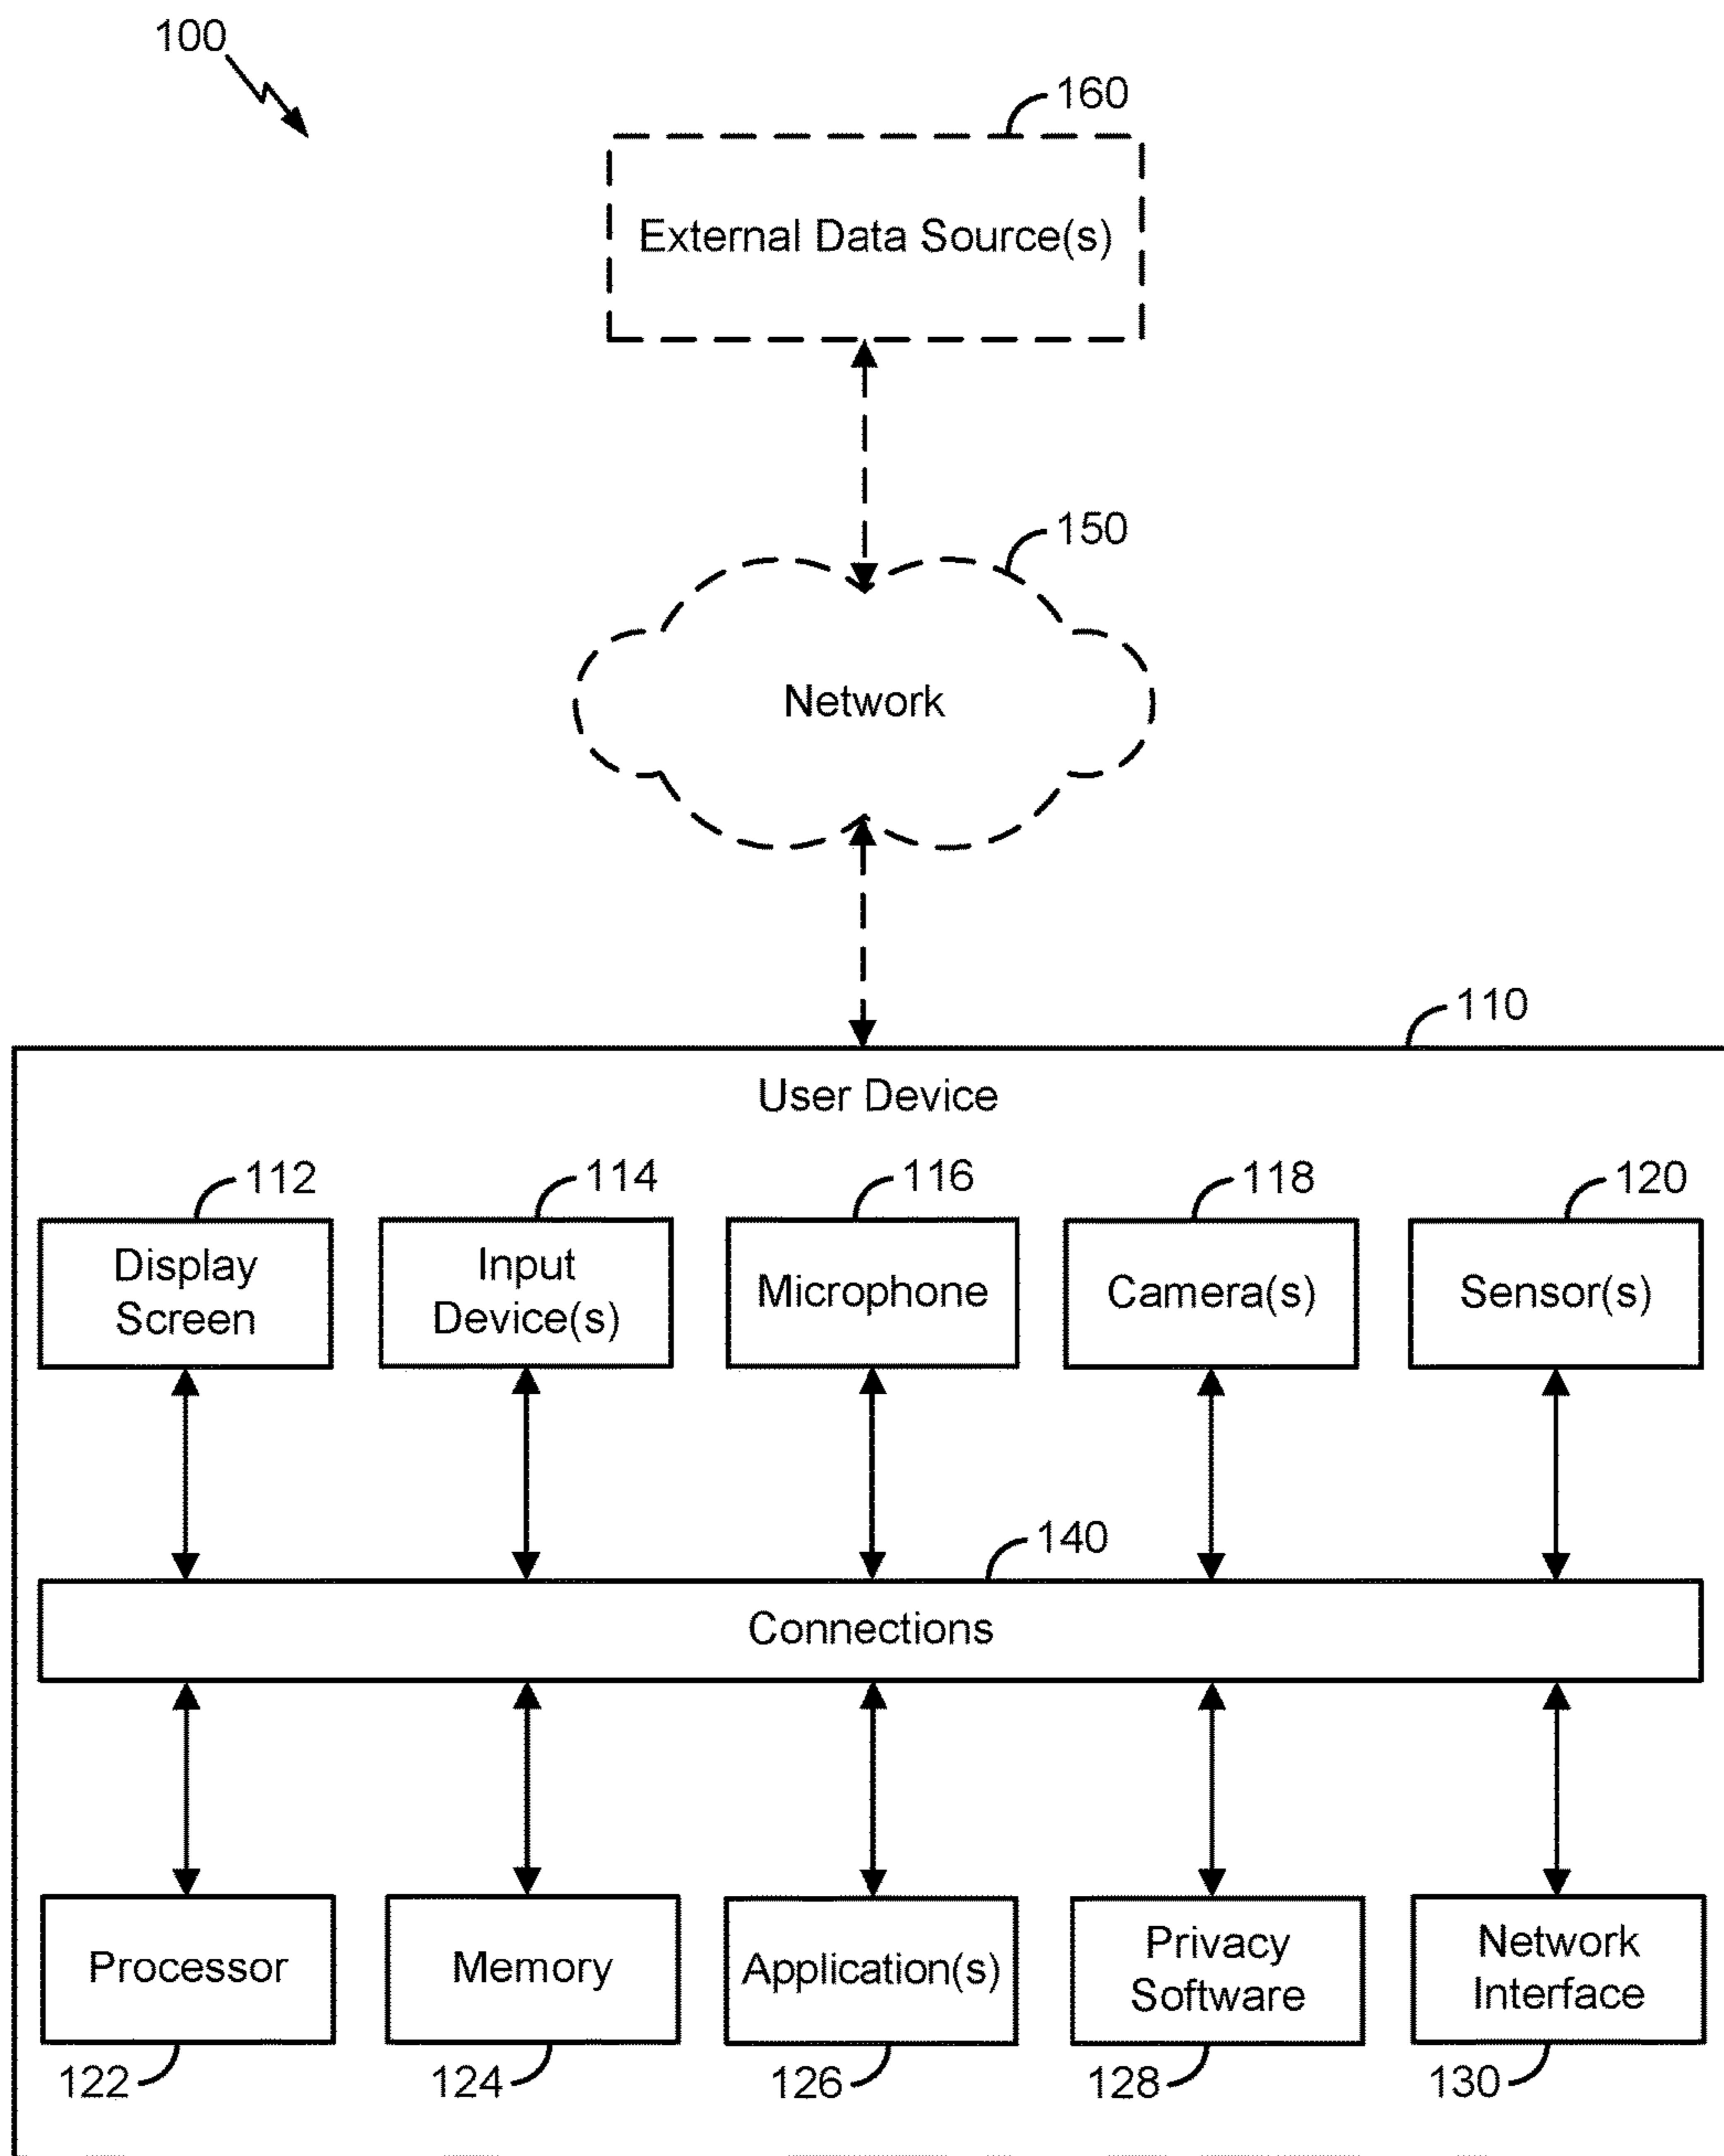 100
160
External Data Source(s)
150
Network
110
User Device
112
114
116
118
120
Display
Screen
Input
Device(s)
Microphone
Camera(s)
Sensor(s)
140
Connections
Processor
Memory
Application(s)
Privacy
Software
Network
Interface
122
124
126
128
130